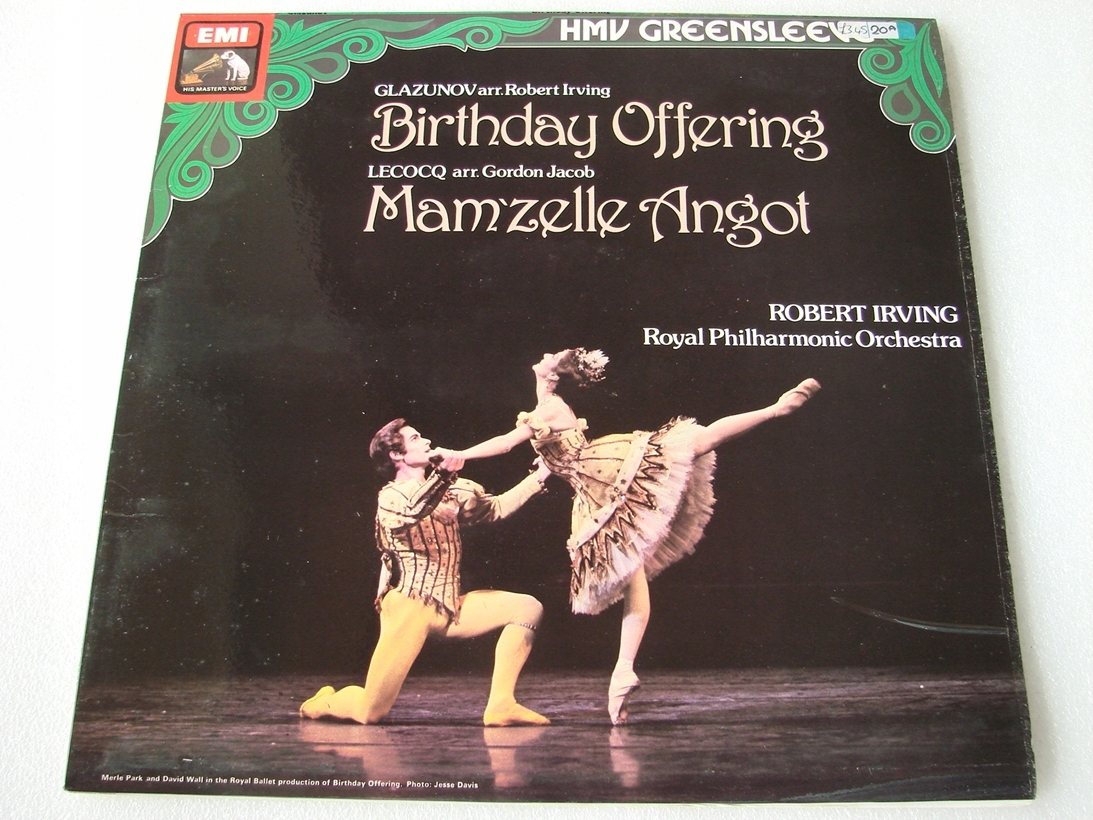 EMI
HIS MASTER'S VOICE
HMV GREENSLEEV
GLAZUNOV arr. Robert Irving
Birthday Offering
LECOCQ arr. Gordon Jacob
Mam'zelle Angot
ROBERT IRVING
Royal Philharmonic Orchestra
Merle Park and David Wall in the Royal Ballet production of Birthday Offering. Photo: Jesse Davis